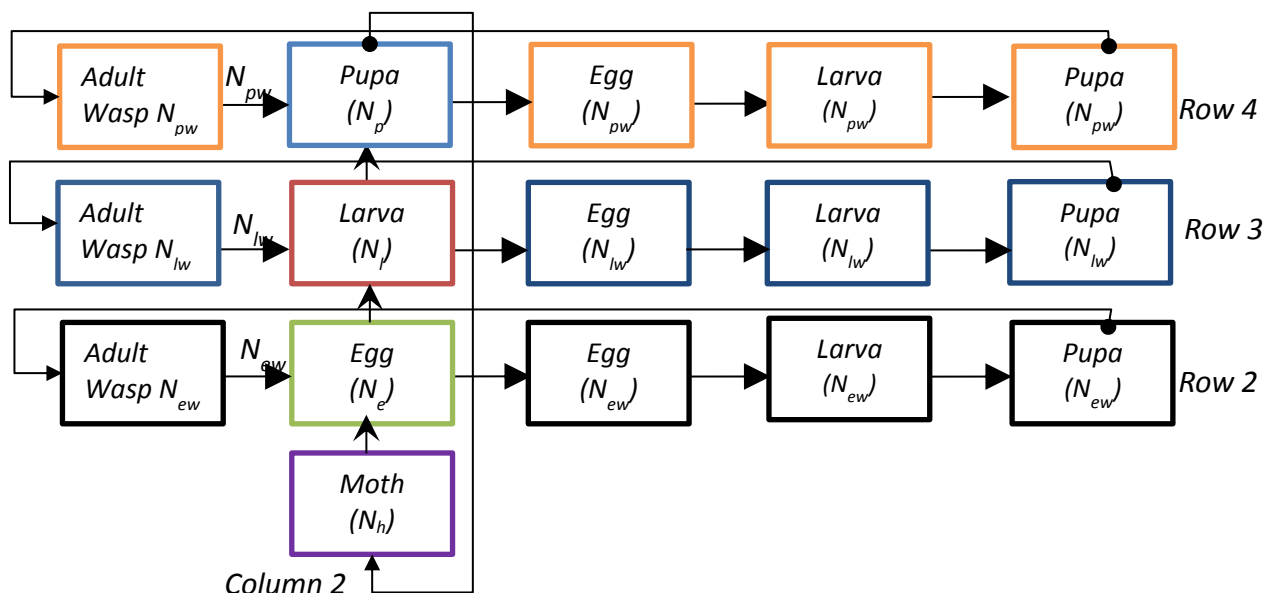 Adult
Wasp N_pw
N_pw
Pupa
(N_p)
Egg
(N_pw)
Larva
(N_pw)
Pupa
(N_pw)
Row 4
Adult
Wasp N_lw
N_lw
Larva
(N_l)
Egg
(N_lw)
Larva
(N_lw)
Pupa
(N_lw)
Row 3
Adult
Wasp N_ew
N_ew
Egg
(N_e)
Egg
(N_ew)
Larva
(N_ew)
Pupa
(N_ew)
Row 2
Moth
(N_h)
Column 2